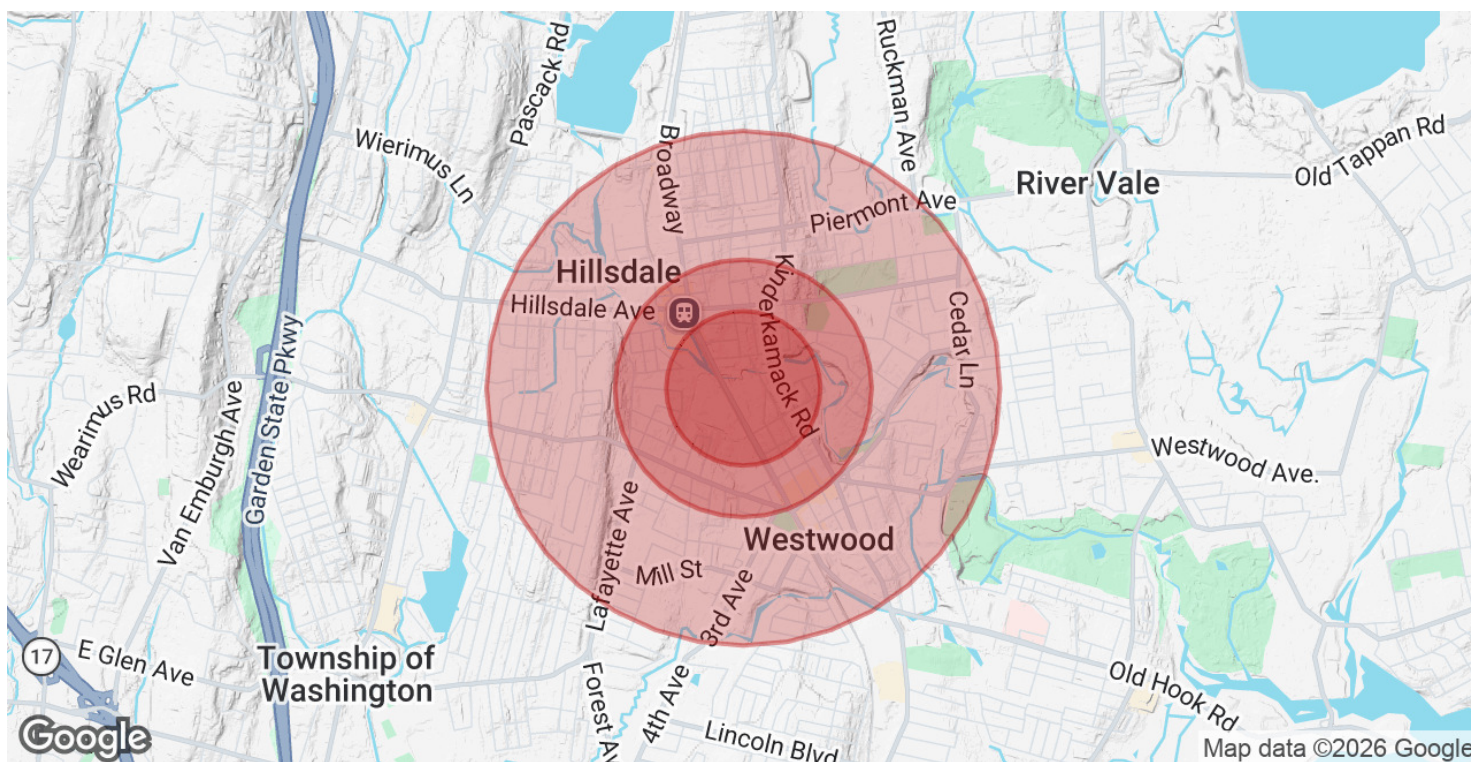 Pascack Rd
Ruckman Ave
Wierimus Ln
Broadway
Old Tappan Rd
River Vale
Piermont Ave
Hillsdale
Hillsdale Ave
Kinderkamack Rd
Cedar Ln
Garden State Pkwy
Wearimus Rd
Van Emburgh Ave
Westwood Ave.
Lafayette Ave
Westwood
Mill St
3rd Ave
17
E Glen Ave
Township of
Washington
Forest Av
4th Ave
Old Hook Rd
Lincoln Blvd
Google
Map data ©2026 Google